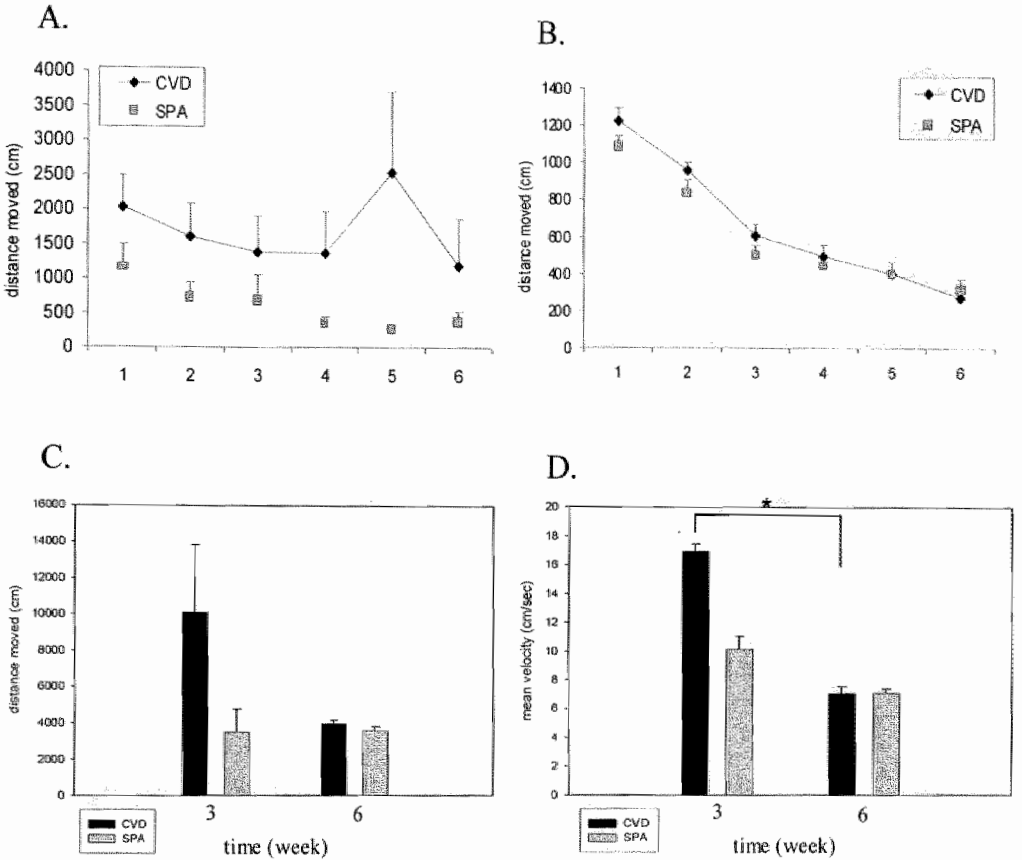 A.
CVD
SPA
distance moved (cm)
4000
3500
3000
2500
2000
1500
1000
500
0
1 2 3 4 5 6
B.
CVD
SPA
distance moved (cm)
1400
1200
1000
800
600
400
200
0
1 2 3 4 5 6
C.
distance moved (cm)
16000
14000
12000
10000
8000
6000
4000
2000
0
3 6
CVD
SPA
time (week)
D.
*
mean velocity (cm/sec)
20
18
16
14
12
10
8
6
4
2
0
3 6
CVD
SPA
time (week)